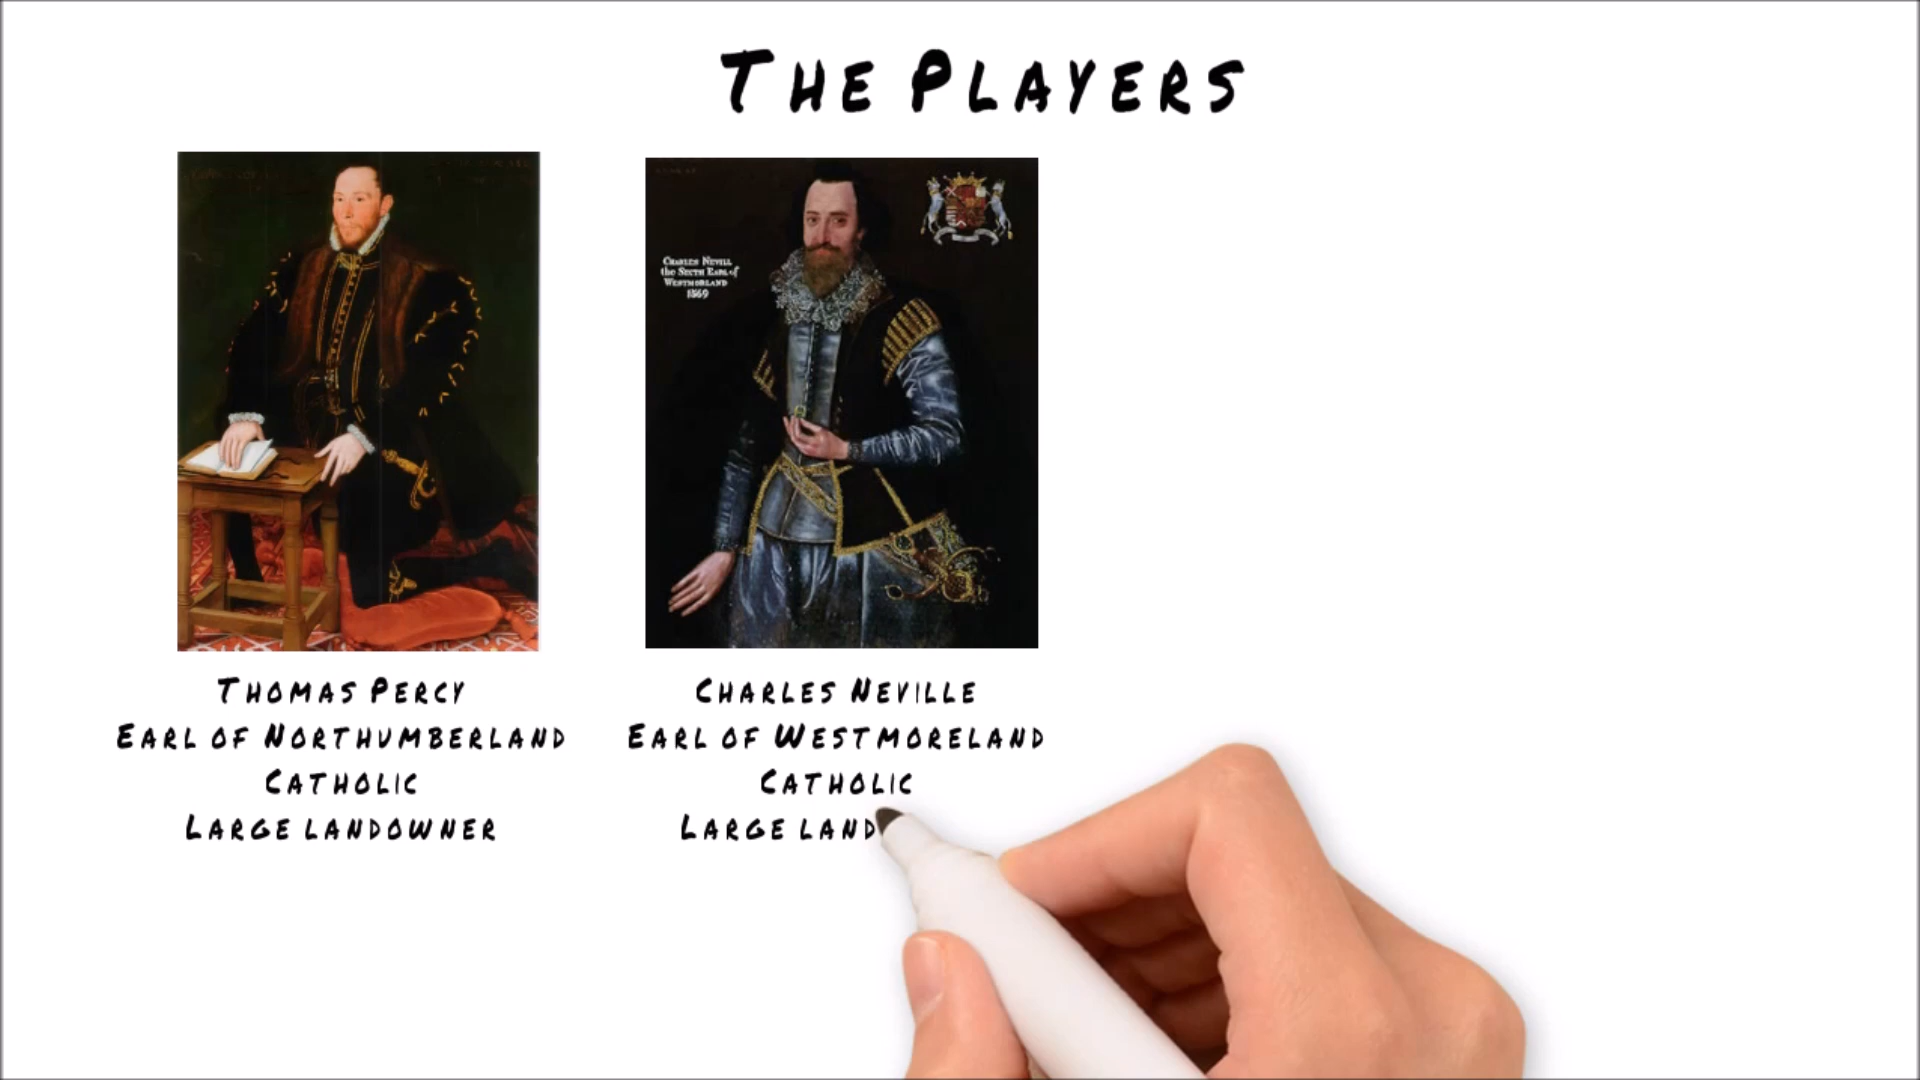 The Players
Charles Nevill
the Sixth Earl of
Westmorland
1569
Thomas Percy
Earl of Northumberland
Catholic
Large landowner
Charles Neville
Earl of Westmoreland
Catholic
Large land